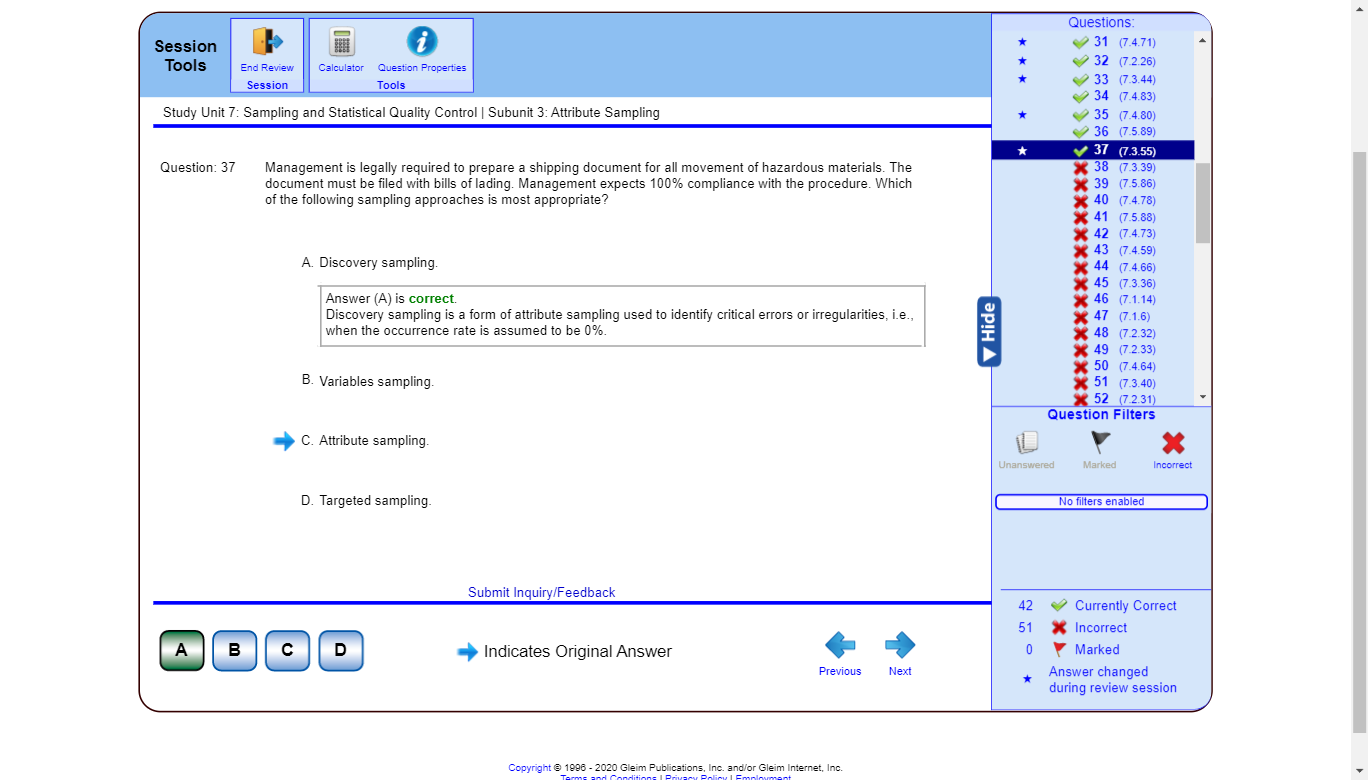 Session
Tools
End Review
Session
Calculator
Question Properties
Tools
Study Unit 7: Sampling and Statistical Quality Control | Subunit 3: Attribute Sampling
Question: 37
Management is legally required to prepare a shipping document for all movement of hazardous materials. The
document must be filed with bills of lading. Management expects 100% compliance with the procedure. Which
of the following sampling approaches is most appropriate?
A. Discovery sampling.
Answer (A) is correct.
Discovery sampling is a form of attribute sampling used to identify critical errors or irregularities, i.e.,
when the occurrence rate is assumed to be 0%.
B. Variables sampling.
C. Attribute sampling.
D. Targeted sampling.
Submit Inquiry/Feedback
A
B
C
D
Indicates Original Answer
Previous
Next
Hide
Questions:
31 (7.4.71)
32 (7.2.26)
33 (7.3.44)
34 (7.4.83)
35 (7.4.80)
36 (7.5.89)
37 (7.3.55)
38 (7.3.39)
39 (7.5.86)
40 (7.4.78)
41 (7.5.88)
42 (7.4.73)
43 (7.4.59)
44 (7.4.66)
45 (7.3.36)
46 (7.1.14)
47 (7.1.6)
48 (7.2.32)
49 (7.2.33)
50 (7.4.64)
51 (7.3.40)
52 (7.2.31)
Question Filters
Unanswered
Marked
Incorrect
No filters enabled
42 Currently Correct
51 Incorrect
0 Marked
Answer changed
during review session
Copyright © 1996 - 2020 Gleim Publications, Inc. and/or Gleim Internet, Inc.
Terms and Conditions | Privacy Policy | Employment